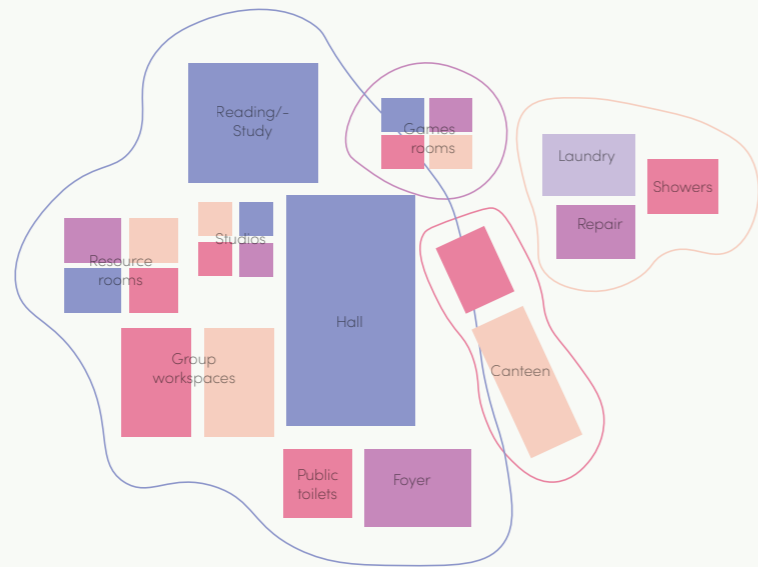 Reading/-
Study
Games
rooms
Laundry
Showers
Repair
Studios
Resource
rooms
Hall
Group
workspaces
Canteen
Public
toilets
Foyer